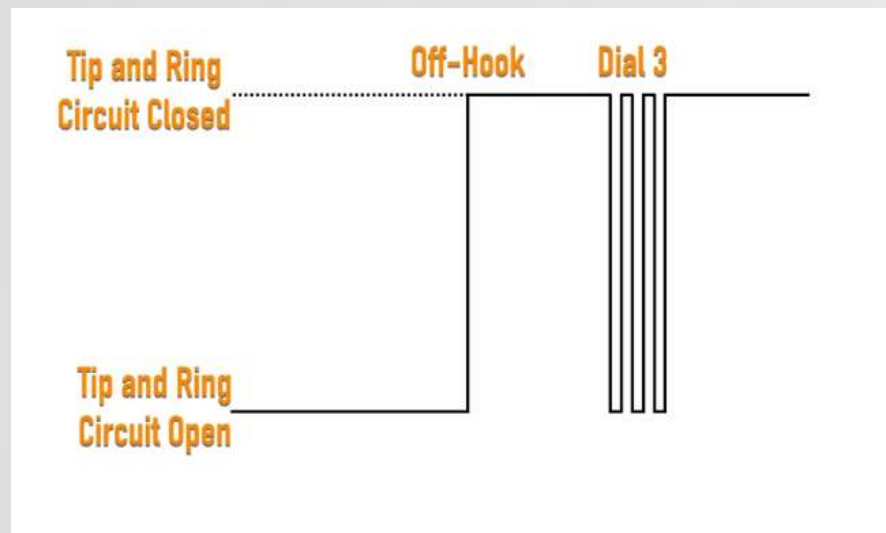 Off-Hook Dial 3
Tip and Ring
Circuit Closed
Tip and Ring
Circuit Open